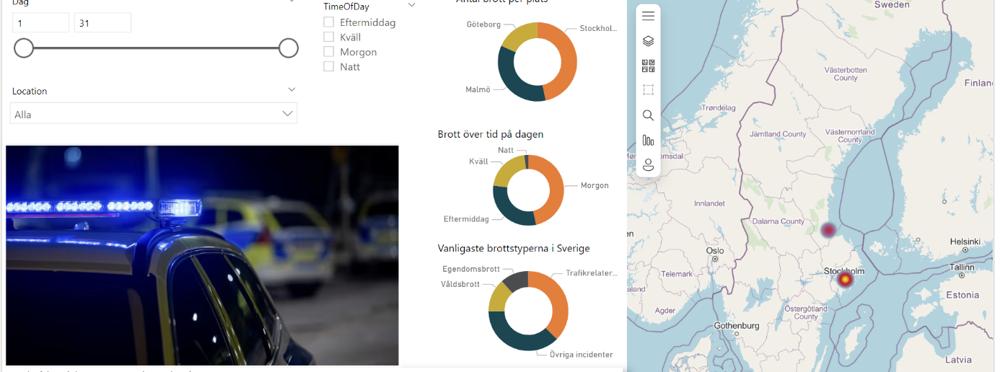 Dag
1
31
Location
Alla
TimeOfDay
Eftermiddag
Kväll
Morgon
Natt
Antal brott per plats
Göteborg
Stockhol...
Malmö
Brott över tid på dagen
Natt
Kväll
Morgon
Eftermiddag
Vanligaste brottstyperna i Sverige
Egendomsbrott
Trafikrelater...
Våldsbrott
Övriga incidenter
Sweden
Västerbotten
County
Finlan
Trøndelag
Jämtland County
Västernorrland
County
omsdal
Innlandet
Dalarna County
en
Oslo
Helsinki
Stockholm
Tallinn
Telemark
aland
Estonia
Agder
Östergötland
County
Gothenburg
Latvia